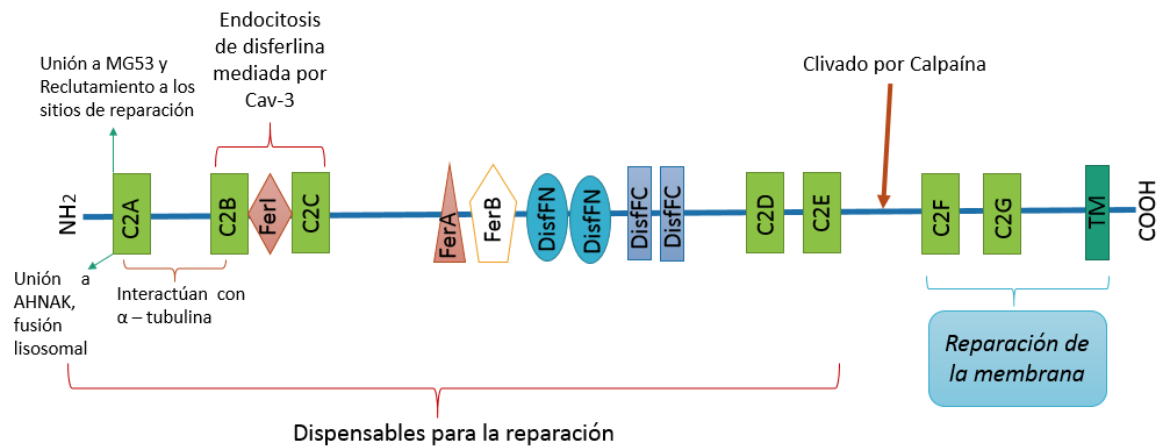 Endocitosis
de disferlina
mediada por
Cav-3
Unión a MG53 y
Reclutamiento a los
sitios de reparación
Clivado por Calpaína
NH2
C2A
C2B
FerI
C2C
FerA
FerB
DisfFN
DisfFN
DisfFC
DisfFC
C2D
C2E
C2F
C2G
TM
COOH
Unión a
AHNAK,
fusión
lisosomal
Interactúan con
α – tubulina
Reparación de
la membrana
Dispensables para la reparación